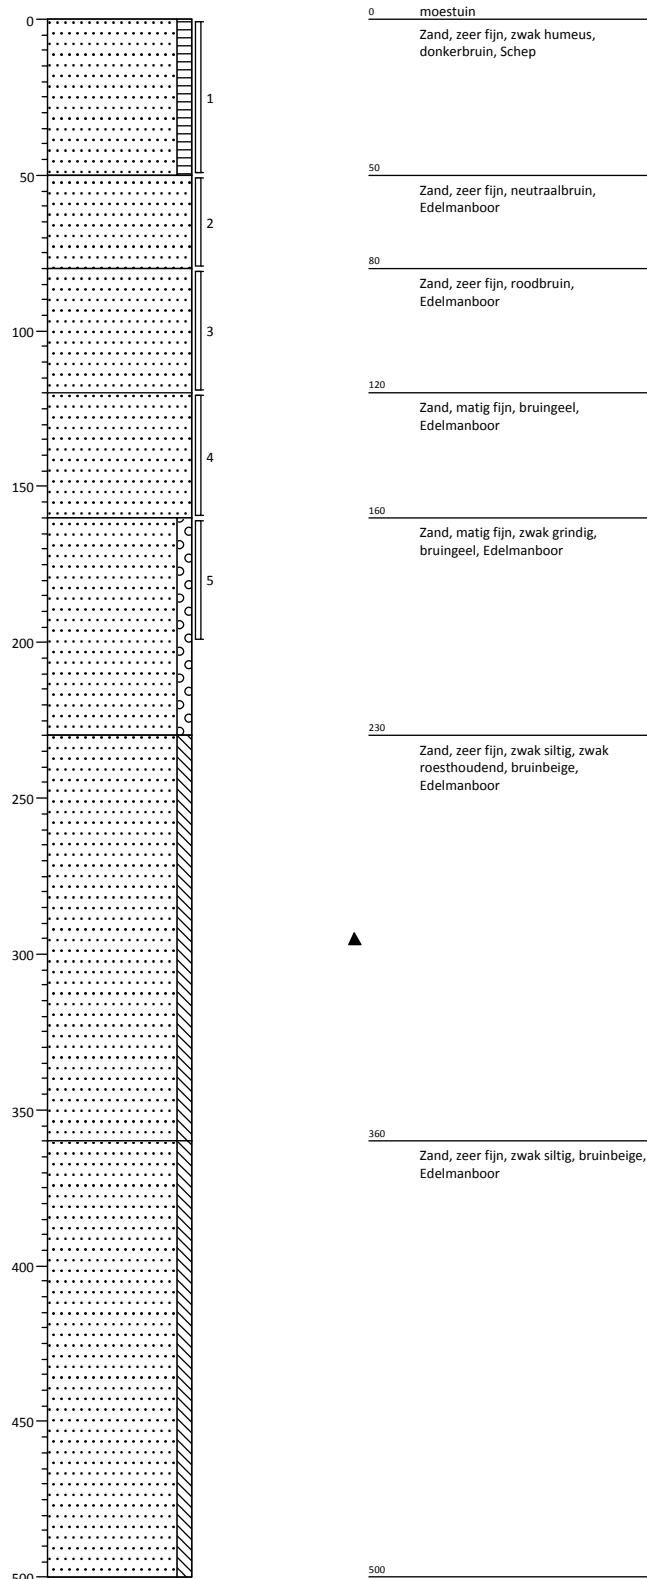 0
50
100
150
200
250
300
350
400
450
500
1
2
3
4
5
0
moestuin
Zand, zeer fijn, zwak humeus,
donkerbruin, Schep
50
Zand, zeer fijn, neutraalbruin,
Edelmanboor
80
Zand, zeer fijn, roodbruin,
Edelmanboor
120
Zand, matig fijn, bruingeel,
Edelmanboor
160
Zand, matig fijn, zwak grindig,
bruingeel, Edelmanboor
230
Zand, zeer fijn, zwak siltig, zwak
roesthoudend, bruinbeige,
Edelmanboor
360
Zand, zeer fijn, zwak siltig, bruinbeige,
Edelmanboor
500